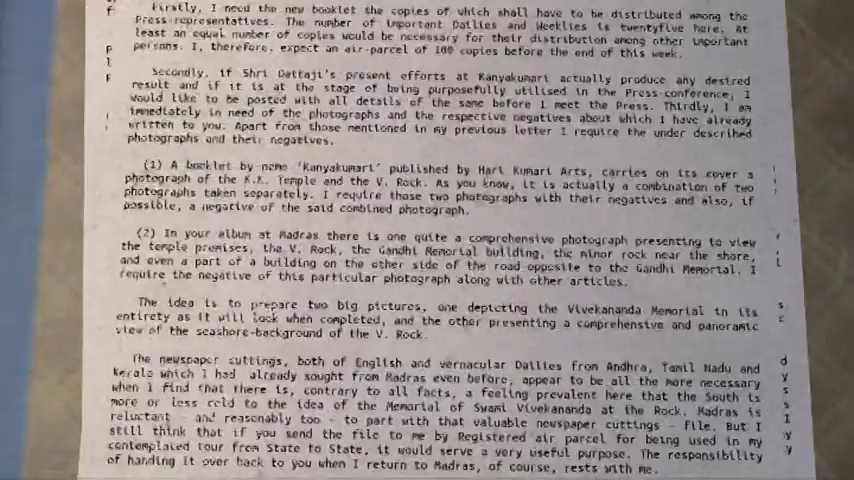 Firstly, I need the new booklet the copies of which shall have to be distributed among the
Press-representatives. The number of important Dailies and Weeklies is twentyfive here. At
least an equal number of copies would be necessary for their distribution among other important
persons. I, therefore, expect an air-parcel of 100 copies before the end of this week.
Secondly, if Shri Dattaji's present efforts at Kanyakumari actually produce any desired
result and if it is at the stage of being purposefully utilised in the Press-conference, I
would like to be posted with all details of the same before I meet the Press. Thirdly, I am
immediately in need of the photographs and the respective negatives about which I have already
written to you. Apart from those mentioned in my previous letter I require the under described
photographs and their negatives.
(1) A booklet by name 'Kanyakumari' published by Hari Kumari Arts, carries on its cover a
photograph of the K.K. Temple and the V. Rock. As you know, it is actually a combination of two
photographs taken separately. I require those two photographs with their negatives and also, if
possible, a negative of the said combined photograph.
(2) In your album at Madras there is one quite a comprehensive photograph presenting to view
the temple premises, the V. Rock, the Gandhi Memorial building, the minor rock near the shore,
and even a part of a building on the other side of the road opposite to the Gandhi Memorial. I
require the negative of this particular photograph along with other articles.
The idea is to prepare two big pictures, one depicting the Vivekananda Memorial in its
entirety as it will look when completed, and the other presenting a comprehensive and panoramic
view of the seashore-background of the V. Rock.
The newspaper cuttings, both of English and vernacular Dailies from Andhra, Tamil Nadu and
Kerala which I had already sought from Madras even before, appear to be all the more necessary
when I find that there is, contrary to all facts, a feeling prevalent here that the South is
more or less cold to the idea of the Memorial of Swami Vivekananda at the Rock. Madras is
reluctant - and reasonably too - to part with that valuable newspaper cuttings - file. But I
still think that if you send the file to me by Registered air parcel for being used in my
contemplated tour from State to State, it would serve a very useful purpose. The responsibility
of handing it over back to you when I return to Madras, of course, rests with me.